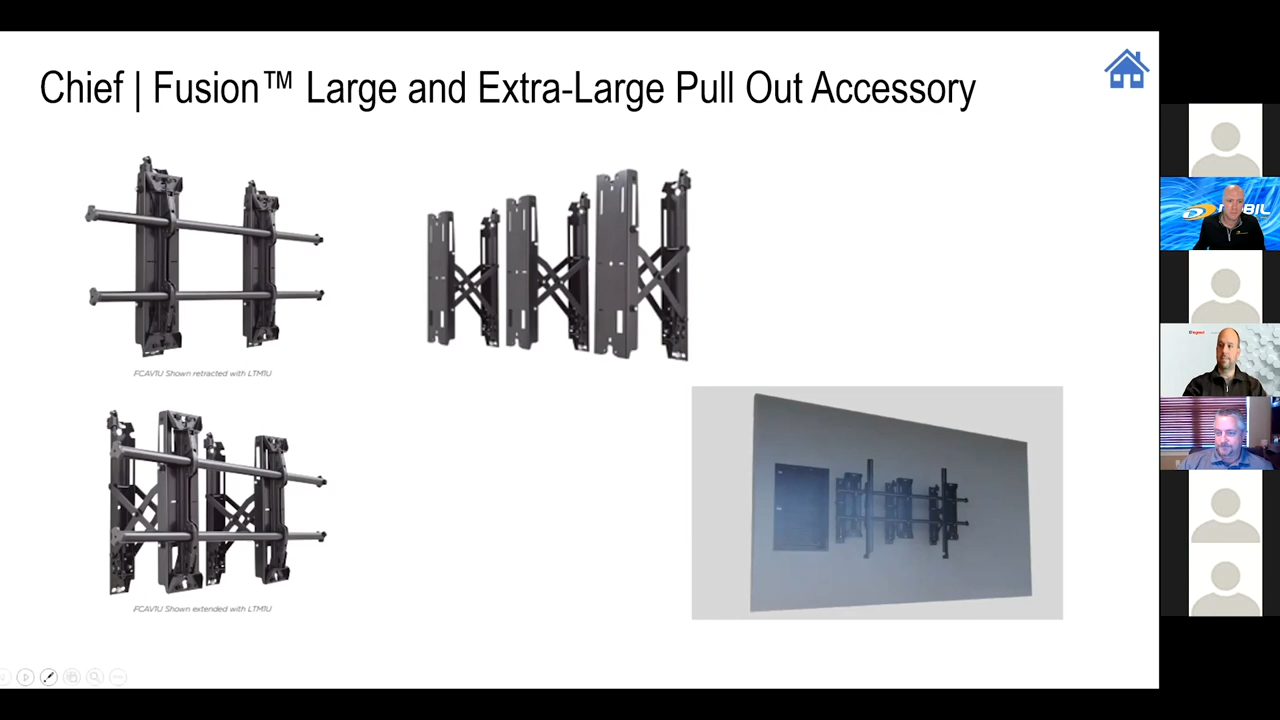 Chief | Fusion™ Large and Extra-Large Pull Out Accessory
FCAV1U Shown retracted with LTM1U
FCAV1U Shown extended with LTM1U
legrand